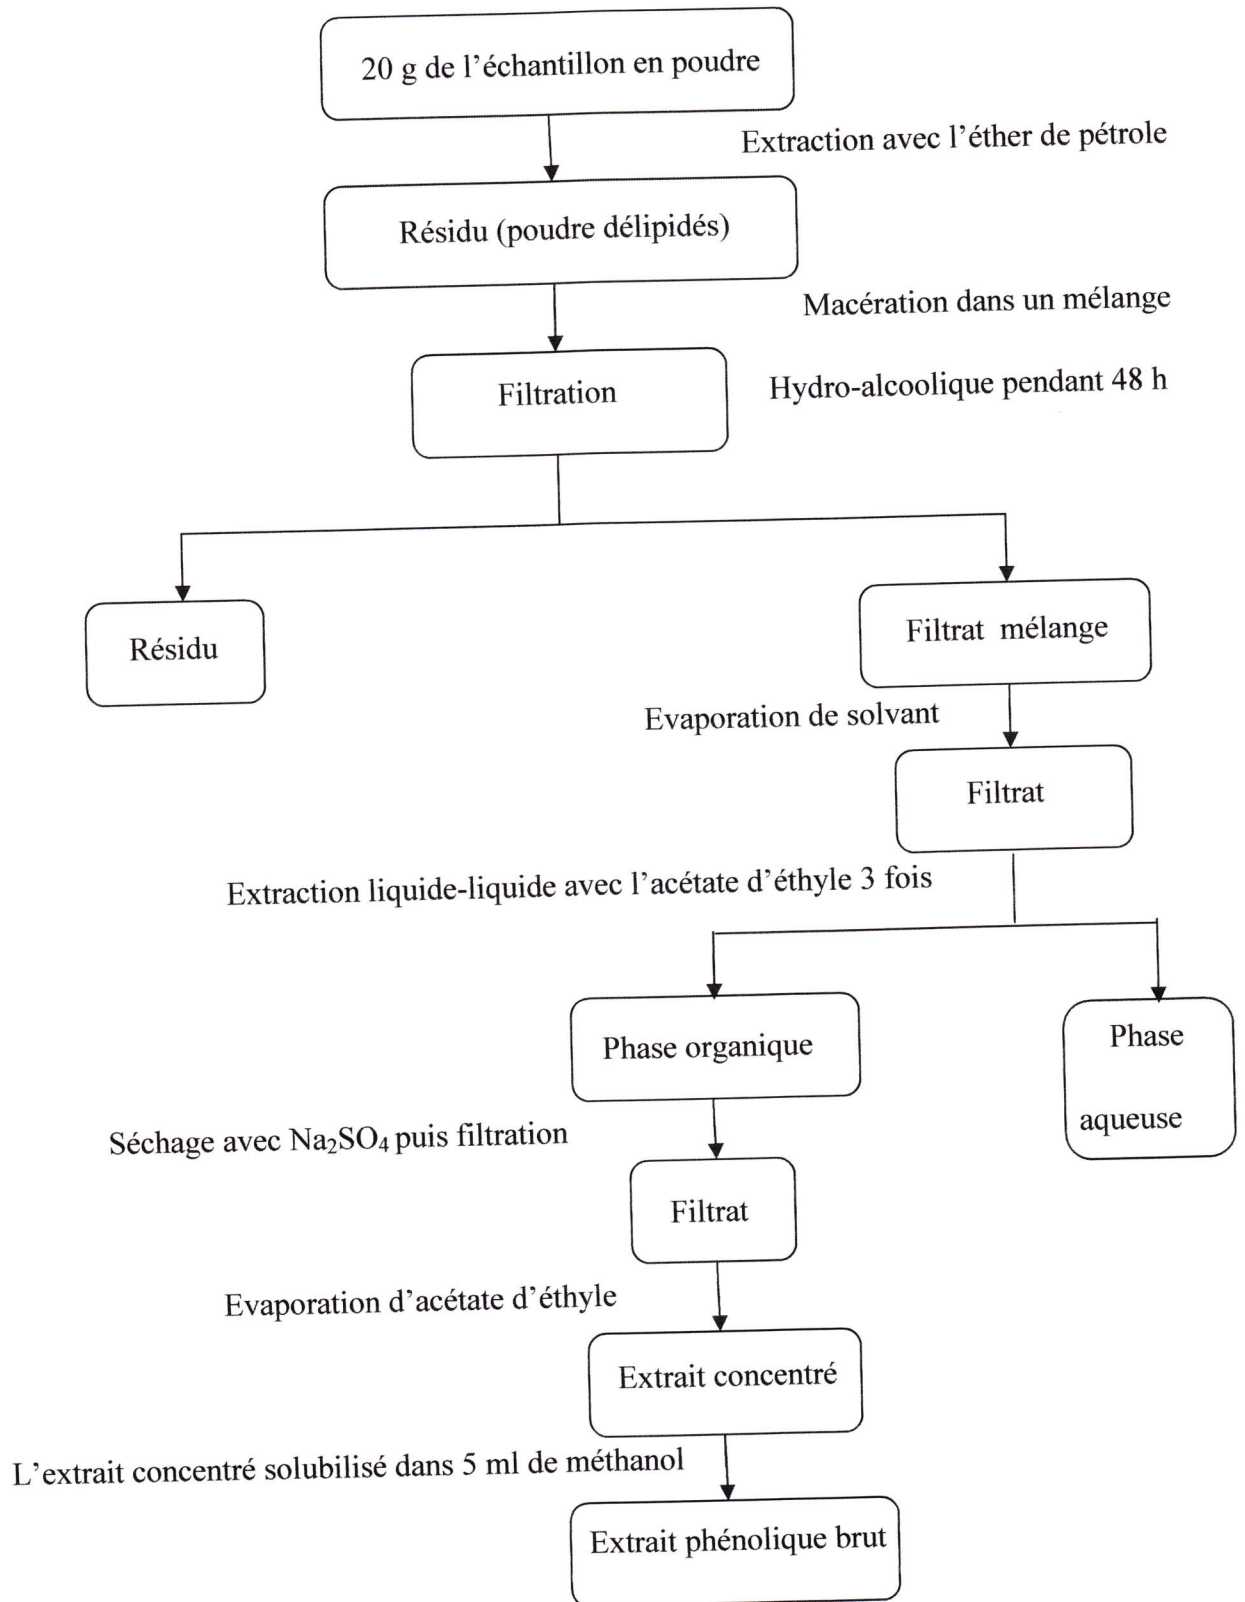 20 g de l'échantillon en poudre
Extraction avec l'éther de pétrole
Résidu (poudre délipidés)
Macération dans un mélange
Filtration
Hydro-alcoolique pendant 48 h
Résidu
Filtrat mélange
Evaporation de solvant
Filtrat
Extraction liquide-liquide avec l'acétate d'éthyle 3 fois
Phase organique
Phase
aqueuse
Séchage avec Na₂SO₄ puis filtration
Filtrat
Evaporation d'acétate d'éthyle
Extrait concentré
L'extrait concentré solubilisé dans 5 ml de méthanol
Extrait phénolique brut